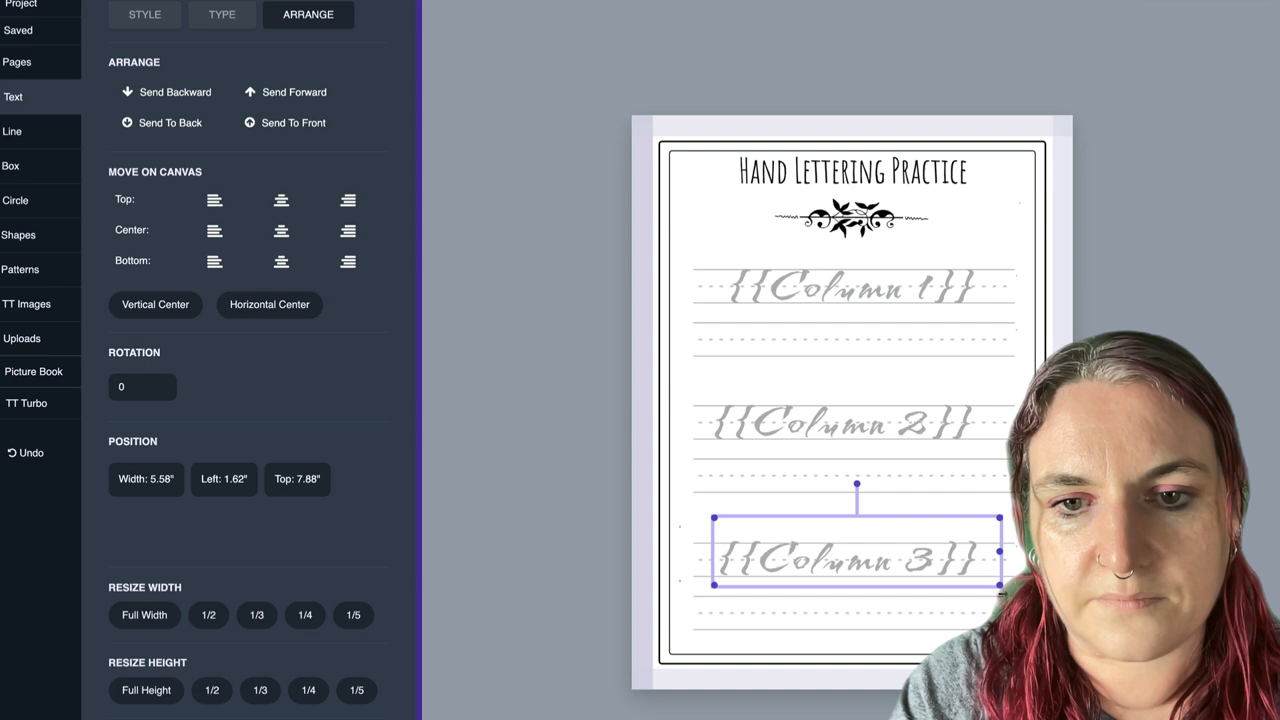 Project
Saved
Pages
Text
Line
Box
Circle
Shapes
Patterns
TT Images
Uploads
Picture Book
TT Turbo
Undo
STYLE TYPE ARRANGE
ARRANGE
Send Backward Send Forward
Send To Back Send To Front
MOVE ON CANVAS
Top:
Center:
Bottom:
Vertical Center Horizontal Center
ROTATION
0
POSITION
Width: 5.58" Left: 1.62" Top: 7.88"
RESIZE WIDTH
Full Width 1/2 1/3 1/4 1/5
RESIZE HEIGHT
Full Height 1/2 1/3 1/4 1/5
HAND LETTERING PRACTICE
{{Column 1}}
{{Column 2}}
{{Column 3}}